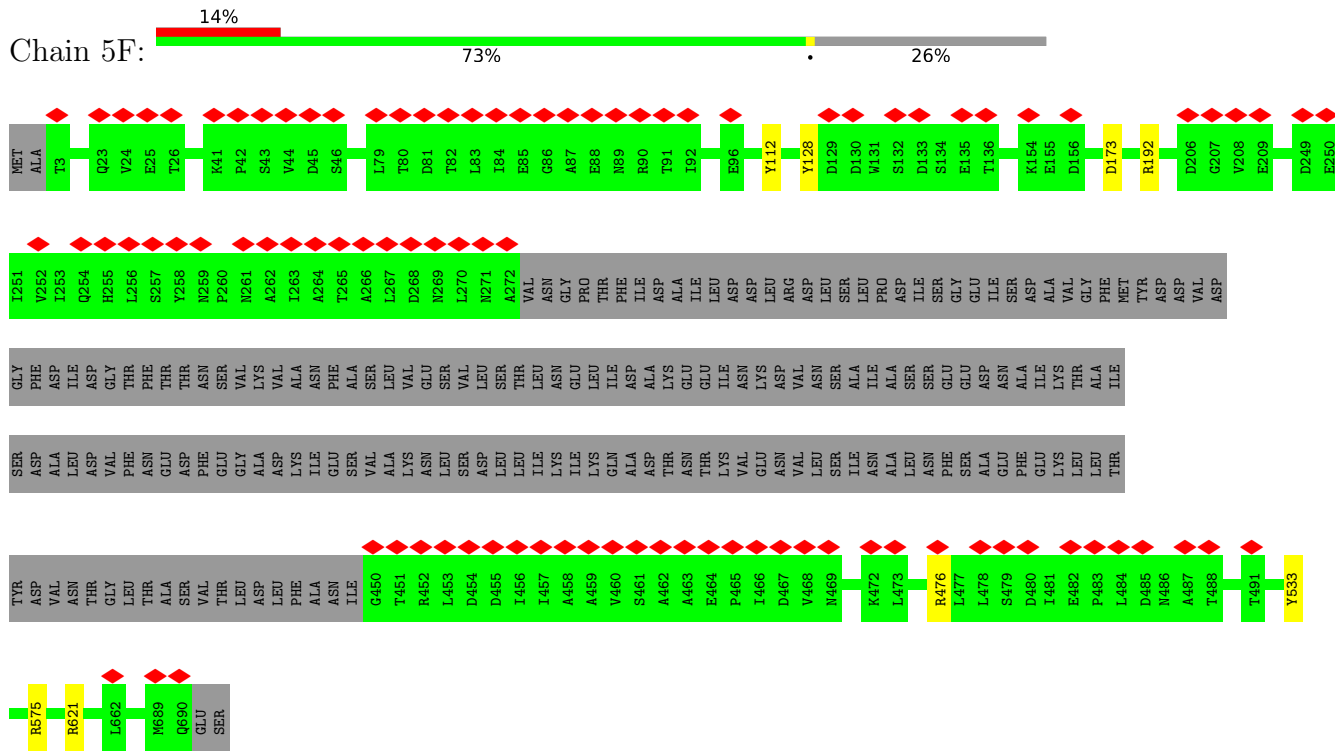 14%
Chain 5F:
73% • 26%
MET ALA T3 Q23 V24 E25 T26 K41 P42 S43 V44 D45 S46 L79 T80 D81 T82 L83 I84 E85 G86 A87 E88 N89 R90 T91 I92 E96 Y112 Y128 D129 D130 W131 S132 D133 S134 E135 T136 K154 E155 D156 D173 R192 D206 G207 V208 E209 D249 E250
I251 V252 I253 Q254 H255 L256 S257 Y258 N259 P260 N261 A262 I263 A264 T265 A266 L267 D268 N269 L270 N271 A272 VAL ASN GLY PRO THR PHE ILE ASP ALA ILE LEU ASP ASP LEU ARG ASP LEU SER LEU PRO ASP ILE SER GLY GLU ILE SER ASP ALA VAL GLY PHE MET TYR ASP ASP VAL ASP
GLY PHE ASP ILE ASP GLY THR PHE THR THR ASN SER VAL LYS VAL ALA ASN PHE ALA SER LEU VAL GLU SER VAL LEU SER THR LEU ASN GLU LEU ILE ASP ALA LYS GLU GLU ILE ASN LYS ASP VAL ASN SER ALA ILE ALA SER SER GLU GLU ASP ASN ALA ILE LYS THR ALA ILE
SER ASP ALA LEU ASP VAL PHE ASN GLU ASP PHE GLU GLY ALA ASP LYS ILE GLU SER VAL ALA LYS ASN LEU SER ASP LEU LEU ILE LYS ILE LYS GLN ALA ASP THR ASN THR LYS VAL GLU ASN VAL LEU SER ILE ASN ALA LEU ASN PHE SER ALA GLU PHE GLU LYS LEU LEU THR
TYR ASP VAL ASN THR GLY LEU THR ALA SER VAL THR LEU ASP LEU PHE ALA ASN ILE G450 T451 R452 L453 D454 D455 I456 I457 A458 A459 V460 S461 A462 A463 E464 P465 I466 D467 V468 N469 K472 L473 R476 L477 L478 S479 D480 I481 E482 P483 L484 D485 N486 A487 T488 T491 Y533
R575 R621 L662 M689 Q690 GLU SER